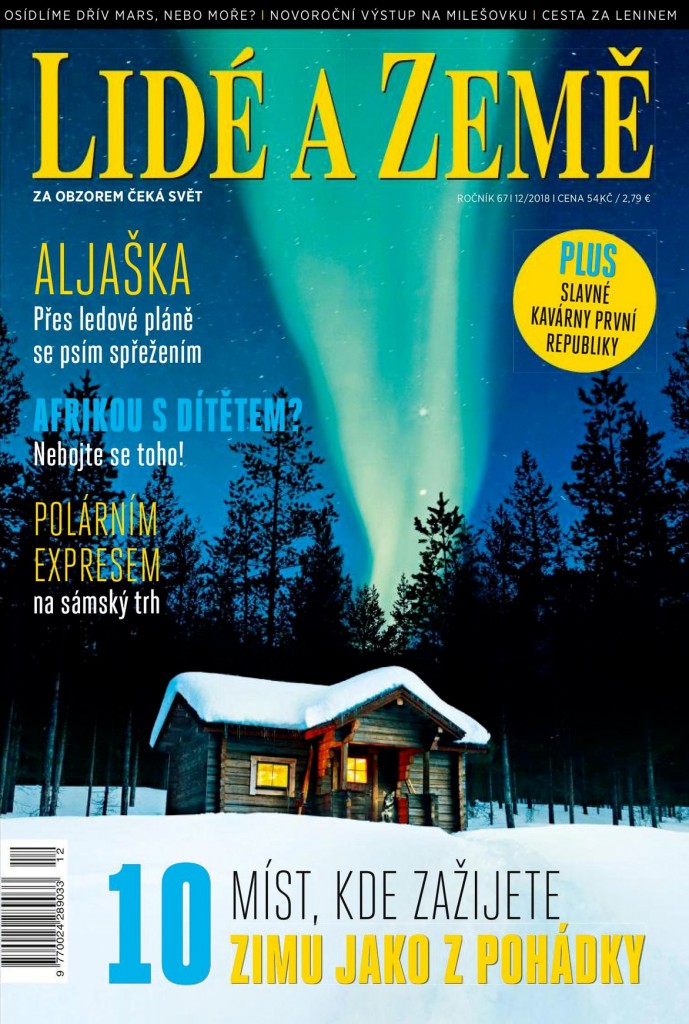 OSÍDLÍME DŘÍV MARS, NEBO MOŘE? I NOVOROČNÍ VÝSTUP NA MILEŠOVKU I CESTA ZA LENINEM
LIDÉ A ZEMĚ
ZA OBZOREM ČEKÁ SVĚT
ROČNÍK 67 I 12/2018 I CENA 54KČ / 2,79 €
ALJAŠKA
Přes ledové pláně
se psím spřežením
PLUS
SLAVNÉ
KAVÁRNY PRVNÍ
REPUBLIKY
AFRIKOU S DÍTĚTEM?
Nebojte se toho!
POLÁRNÍM
EXPRESEM
na sámský trh
10 MÍST, KDE ZAŽIJETE
ZIMU JAKO Z POHÁDKY
12
9 770024 289033